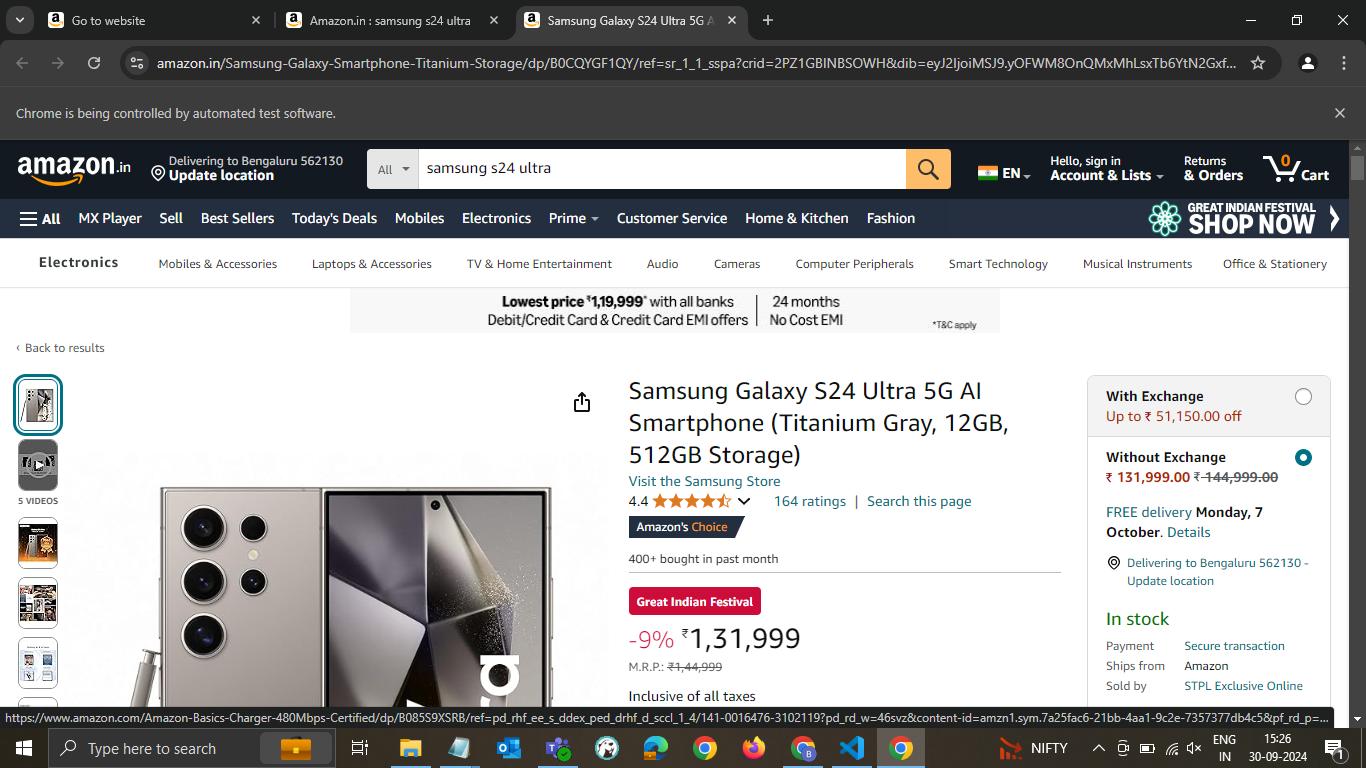 Go to website
Amazon.in : samsung s24 ultra
Samsung Galaxy S24 Ultra 5G A
amazon.in/Samsung-Galaxy-Smartphone-Titanium-Storage/dp/B0CQYGF1QY/ref=sr_1_1_sspa?crid=2PZ1GBINBSOWH&dib=eyJ2IjoiMSJ9.yOFWM8OnQMxMhLsxTb6YtN2Gxf...
Chrome is being controlled by automated test software.
amazon.in
Delivering to Bengaluru 562130
Update location
All
samsung s24 ultra
EN
Hello, sign in
Account & Lists
Returns
& Orders
0
Cart
All
MX Player
Sell
Best Sellers
Today's Deals
Mobiles
Electronics
Prime
Customer Service
Home & Kitchen
Fashion
GREAT INDIAN FESTIVAL
SHOP NOW
Electronics
Mobiles & Accessories
Laptops & Accessories
TV & Home Entertainment
Audio
Cameras
Computer Peripherals
Smart Technology
Musical Instruments
Office & Stationery
Lowest price ₹1,19,999* with all banks
Debit/Credit Card & Credit Card EMI offers
24 months
No Cost EMI
*T&C apply
‹ Back to results
5 VIDEOS
Samsung Galaxy S24 Ultra 5G AI
Smartphone (Titanium Gray, 12GB,
512GB Storage)
Visit the Samsung Store
4.4
164 ratings | Search this page
Amazon's Choice
400+ bought in past month
Great Indian Festival
-9% ₹1,31,999
M.R.P.: ₹1,44,999
Inclusive of all taxes
With Exchange
Up to ₹ 51,150.00 off
Without Exchange
₹ 131,999.00 ₹ 144,999.00
FREE delivery Monday, 7
October. Details
Delivering to Bengaluru 562130 -
Update location
In stock
Payment Secure transaction
Ships from Amazon
Sold by STPL Exclusive Online
https://www.amazon.com/Amazon-Basics-Charger-480Mbps-Certified/dp/B085S9XSRB/ref=pd_rhf_ee_s_ddex_ped_drhf_d_sccl_1_4/141-0016476-3102119?pd_rd_w=46svz&content-id=amzn1.sym.7a25fac6-21bb-4aa1-9c2e-7357377db4c5&pf_rd_p=...
Type here to search
NIFTY
ENG
IN
15:26
30-09-2024
1